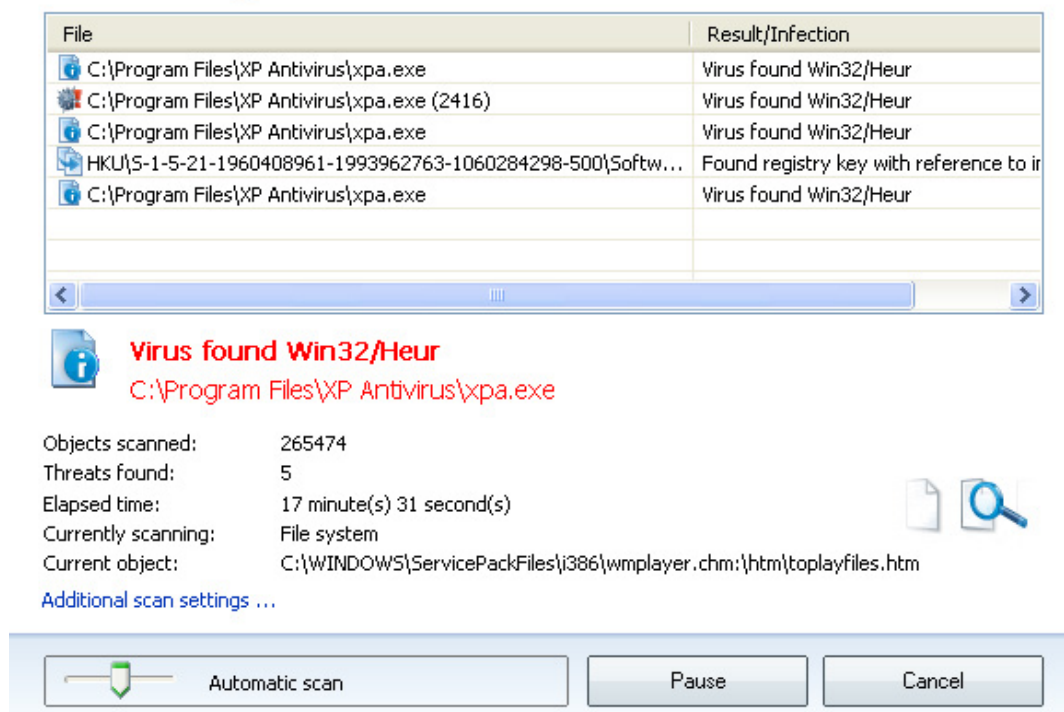 File Result/Infection
C:\Program Files\XP Antivirus\xpa.exe Virus found Win32/Heur
C:\Program Files\XP Antivirus\xpa.exe (2416) Virus found Win32/Heur
C:\Program Files\XP Antivirus\xpa.exe Virus found Win32/Heur
HKU\S-1-5-21-1960408961-1993962763-1060284298-500\Softw... Found registry key with reference to
C:\Program Files\XP Antivirus\xpa.exe Virus found Win32/Heur
Virus found Win32/Heur
C:\Program Files\XP Antivirus\xpa.exe
Objects scanned: 265474
Threats found: 5
Elapsed time: 17 minute(s) 31 second(s)
Currently scanning: File system
Current object: C:\WINDOWS\ServicePackFiles\i386\wmplayer.chm:\htm\toplayfiles.htm
Additional scan settings ...
Automatic scan Pause Cancel